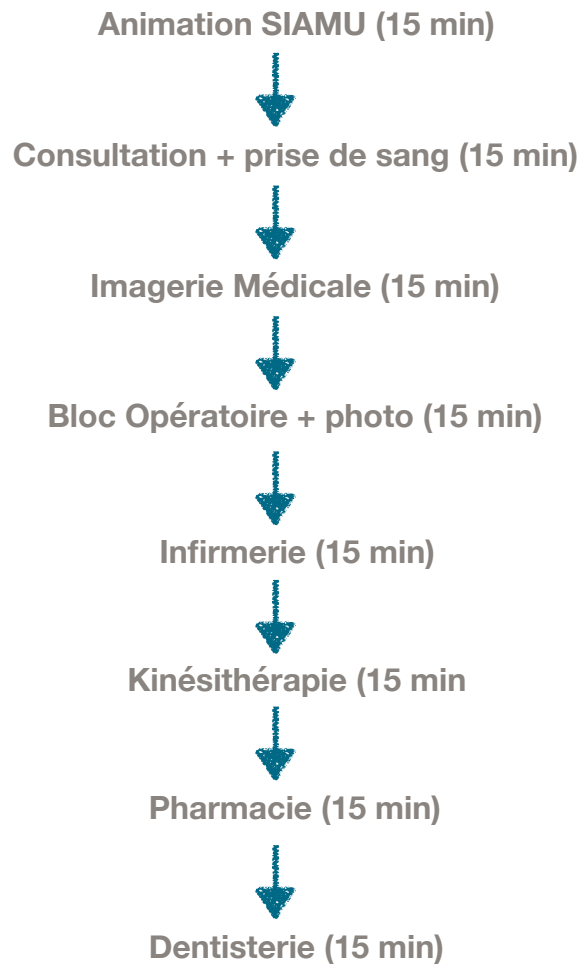 Animation SIAMU (15 min)
Consultation + prise de sang (15 min)
Imagerie Médicale (15 min)
Bloc Opératoire + photo (15 min)
Infirmerie (15 min)
Kinésithérapie (15 min
Pharmacie (15 min)
Dentisterie (15 min)